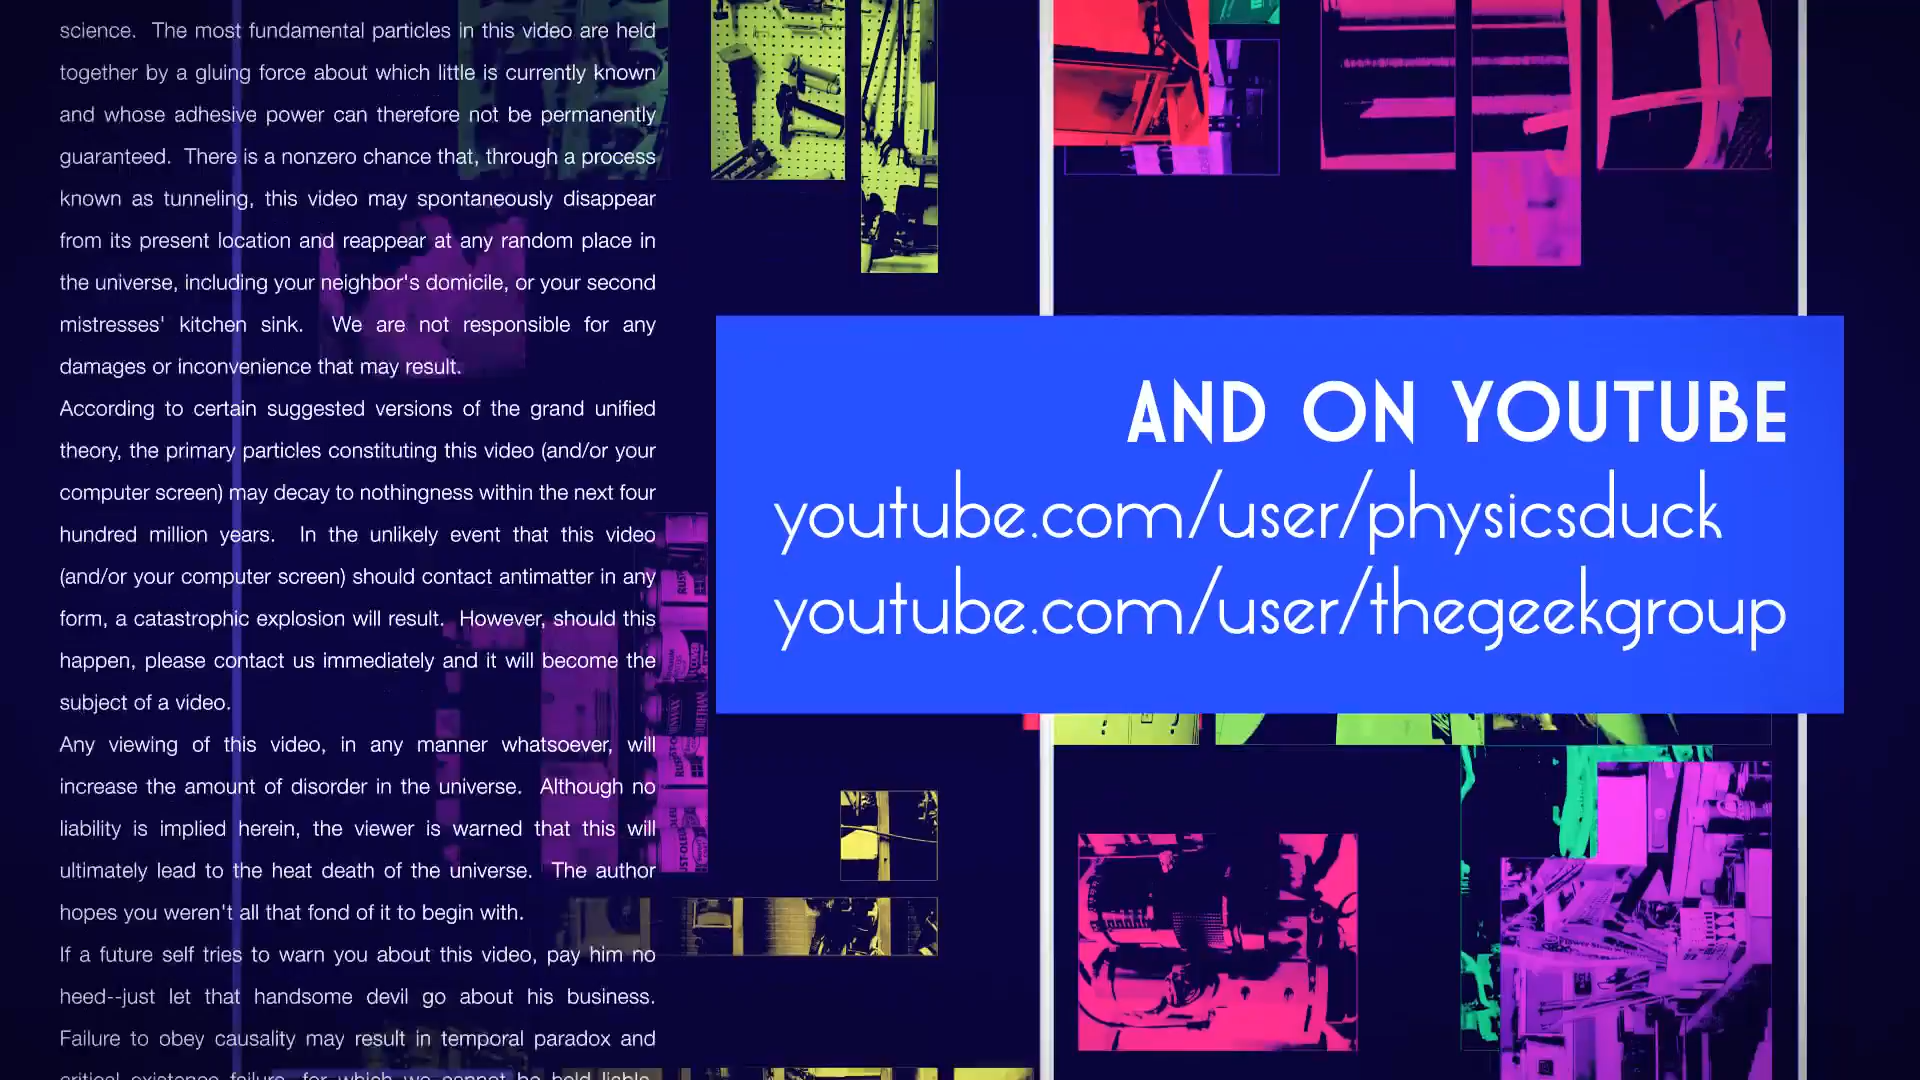 science. The most fundamental particles in this video are held
together by a gluing force about which little is currently known
and whose adhesive power can therefore not be permanently
guaranteed. There is a nonzero chance that, through a process
known as tunneling, this video may spontaneously disappear
from its present location and reappear at any random place in
the universe, including your neighbor's domicile, or your second
mistresses' kitchen sink. We are not responsible for any
damages or inconvenience that may result.
According to certain suggested versions of the grand unified
theory, the primary particles constituting this video (and/or your
computer screen) may decay to nothingness within the next four
hundred million years. In the unlikely event that this video
(and/or your computer screen) should contact antimatter in any
form, a catastrophic explosion will result. However, should this
happen, please contact us immediately and it will become the
subject of a video.
Any viewing of this video, in any manner whatsoever, will
increase the amount of disorder in the universe. Although no
liability is implied herein, the viewer is warned that this will
ultimately lead to the heat death of the universe. The author
hopes you weren't all that fond of it to begin with.
If a future self tries to warn you about this video, pay him no
heed--just let that handsome devil go about his business.
Failure to obey causality may result in temporal paradox and
critical existence failure, for which we cannot be held liable.
AND ON YOUTUBE
youtube.com/user/physicsduck
youtube.com/user/thegeekgroup